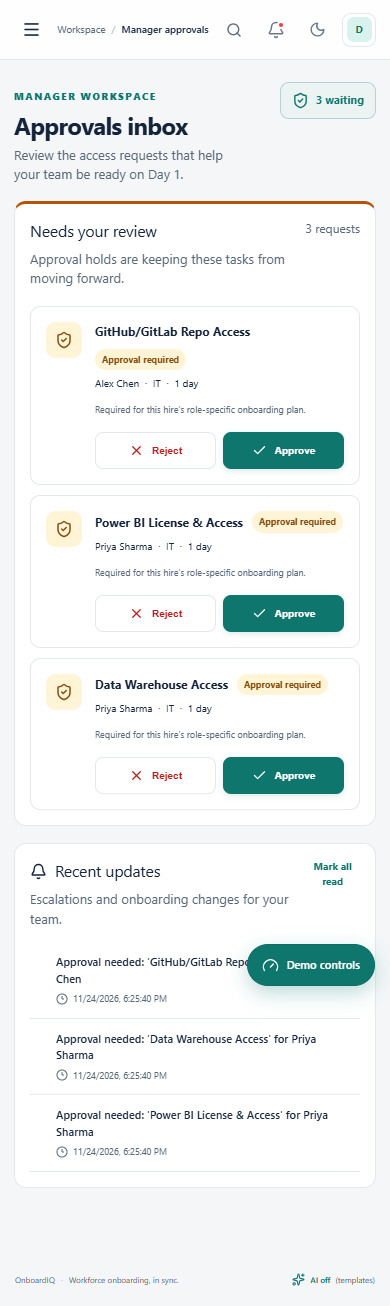 Workspace / Manager approvals
D
MANAGER WORKSPACE
3 waiting
Approvals inbox
Review the access requests that help
your team be ready on Day 1.
Needs your review
3 requests
Approval holds are keeping these tasks from
moving forward.
GitHub/GitLab Repo Access
Approval required
Alex Chen · IT · 1 day
Required for this hire's role-specific onboarding plan.
Reject
Approve
Power BI License & Access
Approval required
Priya Sharma · IT · 1 day
Required for this hire's role-specific onboarding plan.
Reject
Approve
Data Warehouse Access
Approval required
Priya Sharma · IT · 1 day
Required for this hire's role-specific onboarding plan.
Reject
Approve
Recent updates
Mark all
read
Escalations and onboarding changes for your
team.
Approval needed: 'GitHub/GitLab
Demo controls
Chen
11/24/2026, 6:25:40 PM
Approval needed: 'Data Warehouse Access' for Priya
Sharma
11/24/2026, 6:25:40 PM
Approval needed: 'Power BI License & Access' for Priya
Sharma
11/24/2026, 6:25:40 PM
OnboardIQ · Workforce onboarding, in sync.
AI off (templates)